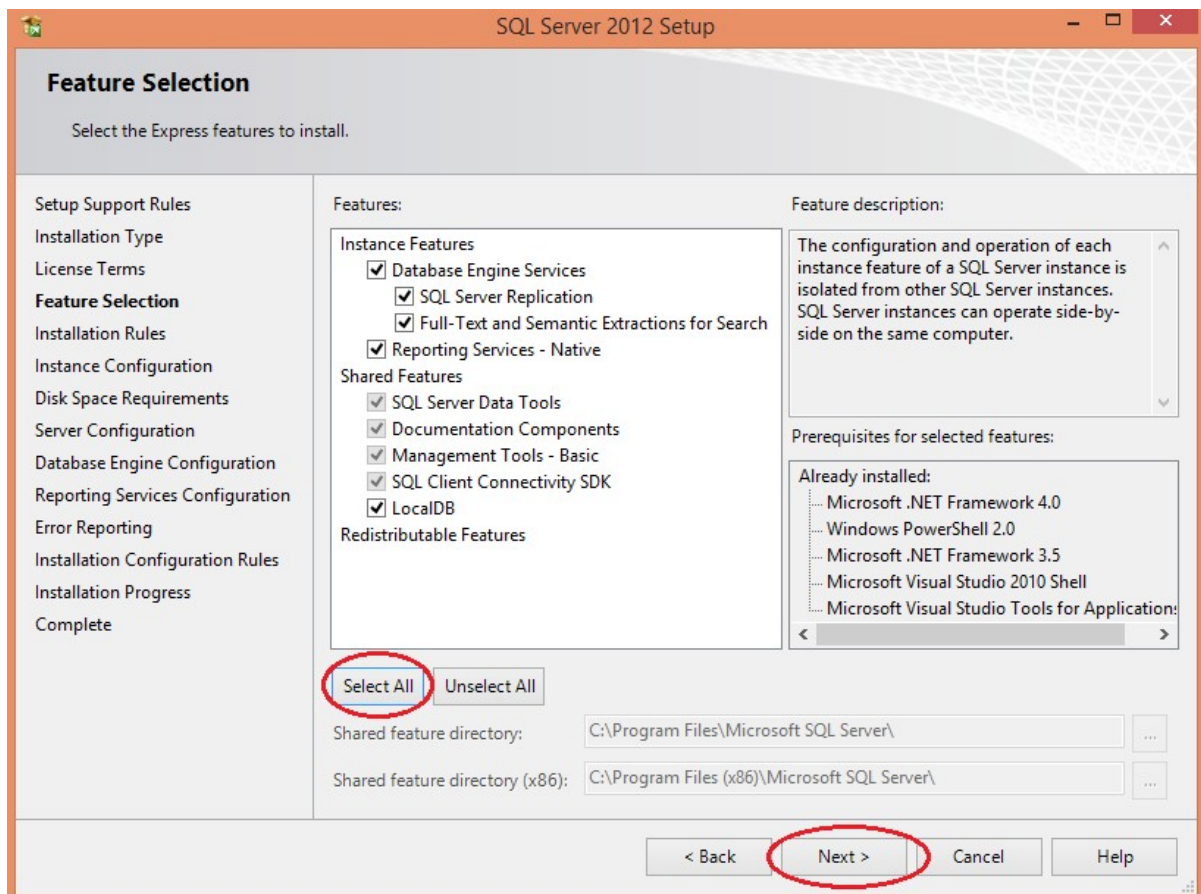 SQL Server 2012 Setup
Feature Selection
Select the Express features to install.
Setup Support Rules
Installation Type
License Terms
Feature Selection
Installation Rules
Instance Configuration
Disk Space Requirements
Server Configuration
Database Engine Configuration
Reporting Services Configuration
Error Reporting
Installation Configuration Rules
Installation Progress
Complete
Features:
Instance Features
Database Engine Services
SQL Server Replication
Full-Text and Semantic Extractions for Search
Reporting Services - Native
Shared Features
SQL Server Data Tools
Documentation Components
Management Tools - Basic
SQL Client Connectivity SDK
LocalDB
Redistributable Features
Feature description:
The configuration and operation of each
instance feature of a SQL Server instance is
isolated from other SQL Server instances.
SQL Server instances can operate side-by-
side on the same computer.
Prerequisites for selected features:
Already installed:
Microsoft .NET Framework 4.0
Windows PowerShell 2.0
Microsoft .NET Framework 3.5
Microsoft Visual Studio 2010 Shell
Microsoft Visual Studio Tools for Applications
Select All Unselect All
Shared feature directory: C:\Program Files\Microsoft SQL Server\ ...
Shared feature directory (x86): C:\Program Files (x86)\Microsoft SQL Server\ ...
< Back Next > Cancel Help